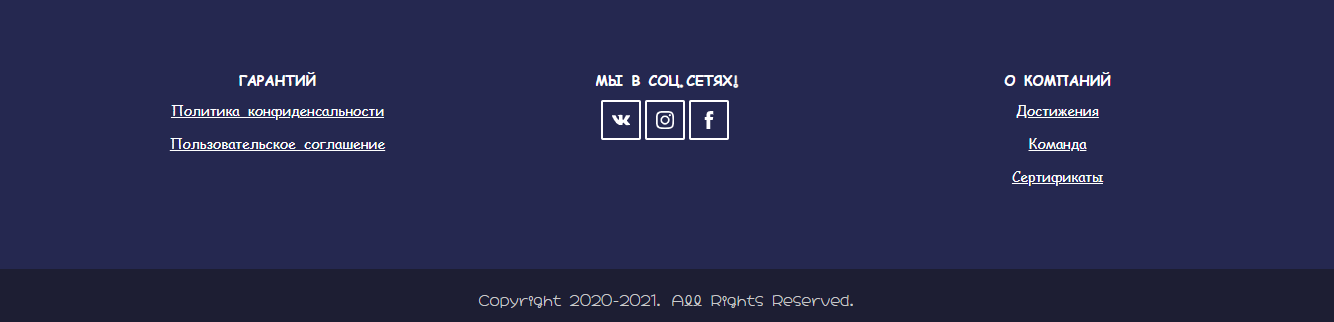 ГАРАНТИЙ
Политика конфиденсальности
Пользовательское соглашение
МЫ В СОЦ.СЕТЯХ!
О КОМПАНИЙ
Достижения
Команда
Сертификаты
Copyright 2020-2021. All Rights Reserved.